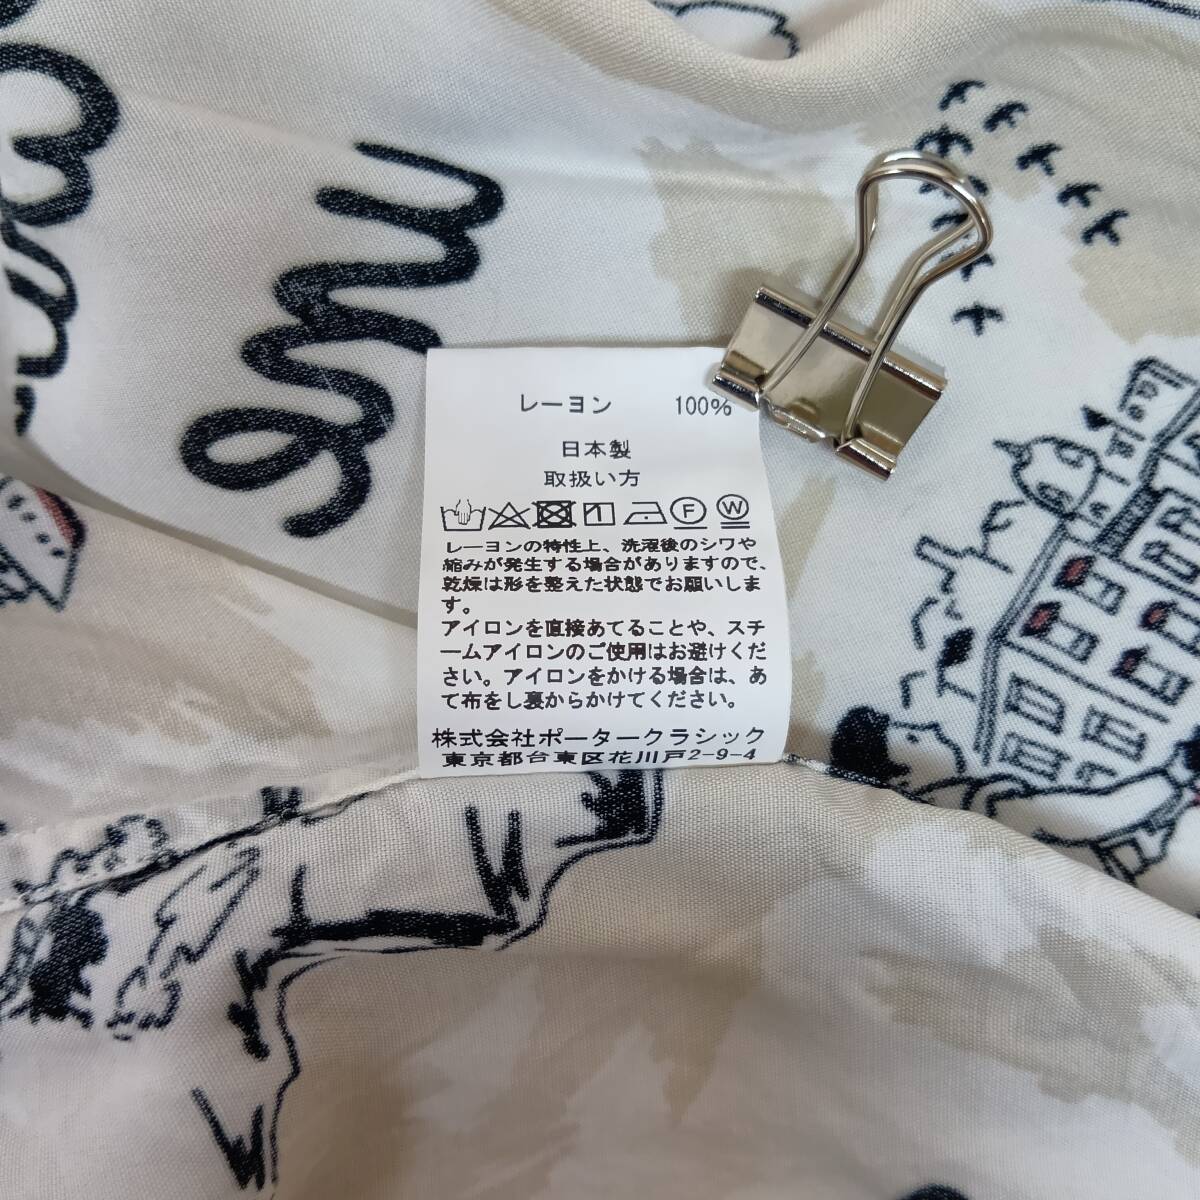 レーヨン 100%
日本製
取扱い方
F W
レーヨンの特性上、洗濯後のシワや
縮みが発生する場合がありますので、
乾燥は形を整えた状態でお願いしま
す。
アイロンを直接あてることや、スチ
ームアイロンのご使用はお避けくだ
さい。アイロンをかける場合は、あ
て布をし裏からかけてください。
株式会社ポータークラシック
東京都台東区花川戸2-9-4